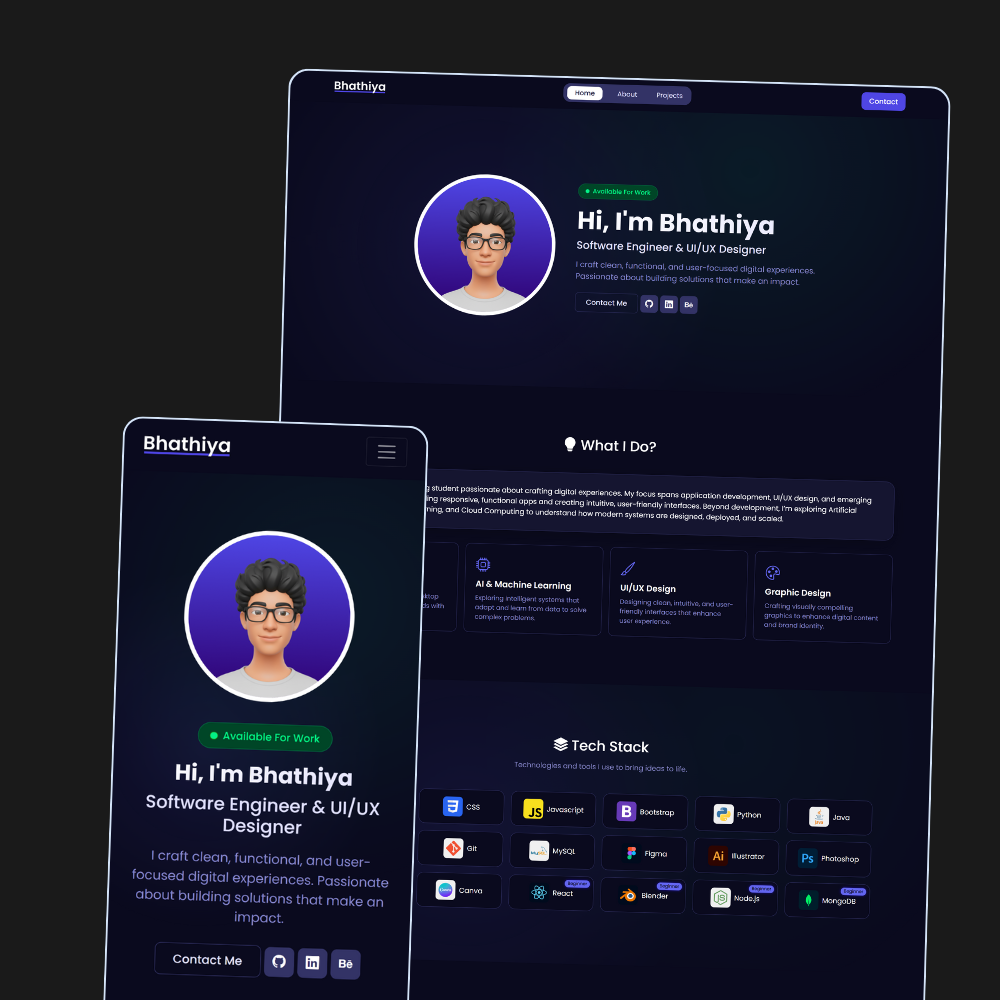 Bhathiya
Home About Projects
Contact
Available For Work
Hi, I'm Bhathiya
Software Engineer & UI/UX Designer
I craft clean, functional, and user-focused digital experiences.
Passionate about building solutions that make an impact.
Contact Me
Bē
What I Do?
student passionate about crafting digital experiences. My focus spans application development, UI/UX design, and emerging
responsive, functional apps and creating intuitive, user-friendly interfaces. Beyond development, I'm exploring Artificial
and Cloud Computing to understand how modern systems are designed, deployed, and scaled.
with
AI & Machine Learning
Exploring intelligent systems that
adapt and learn from data to solve
complex problems.
UI/UX Design
Designing clean, intuitive, and user-
friendly interfaces that enhance
user experience.
Graphic Design
Crafting visually compelling
graphics to enhance digital content
and brand identity.
Tech Stack
Technologies and tools I use to bring ideas to life.
CSS
JS Javascript
B Bootstrap
Python
Java
Git
MySQL
Figma
Ai Illustrator
Ps Photoshop
Canva
React
Beginner
Blender
Beginner
Node.js
Beginner
MongoDB
Beginner
Bhathiya
Available For Work
Hi, I'm Bhathiya
Software Engineer & UI/UX
Designer
I craft clean, functional, and user-
focused digital experiences. Passionate
about building solutions that make an
impact.
Contact Me
Bē